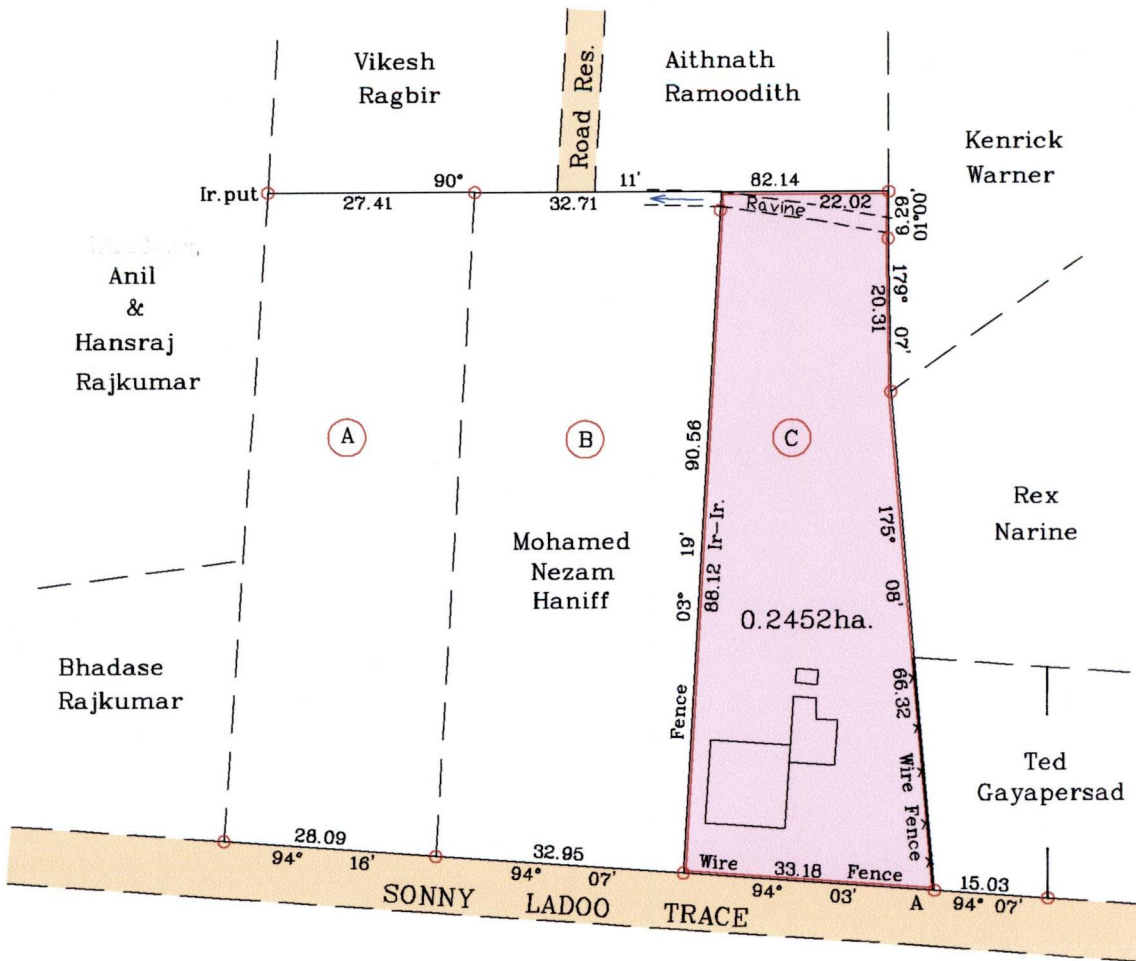 Vikesh
Ragbir
Road Res.
Aithnath
Ramoodith
Kenrick
Warner
Ir.put
90°
11'
82.14
27.41
32.71
Ravine
22.02
01°00'
6.29
179° 07'
20.31
Anil
&
Hansraj
Rajkumar
A
B
C
90.56
03° 19'
88.12 Ir-Ir.
Fence
175° 08'
66.32
Wire Fence
Rex
Narine
Mohamed
Nezam
Haniff
0.2452ha.
Bhadase
Rajkumar
Ted
Gayapersad
28.09
94° 16'
32.95
94° 07'
Wire 33.18 Fence
94° 03'
A
15.03
94° 07'
SONNY LADOO TRACE